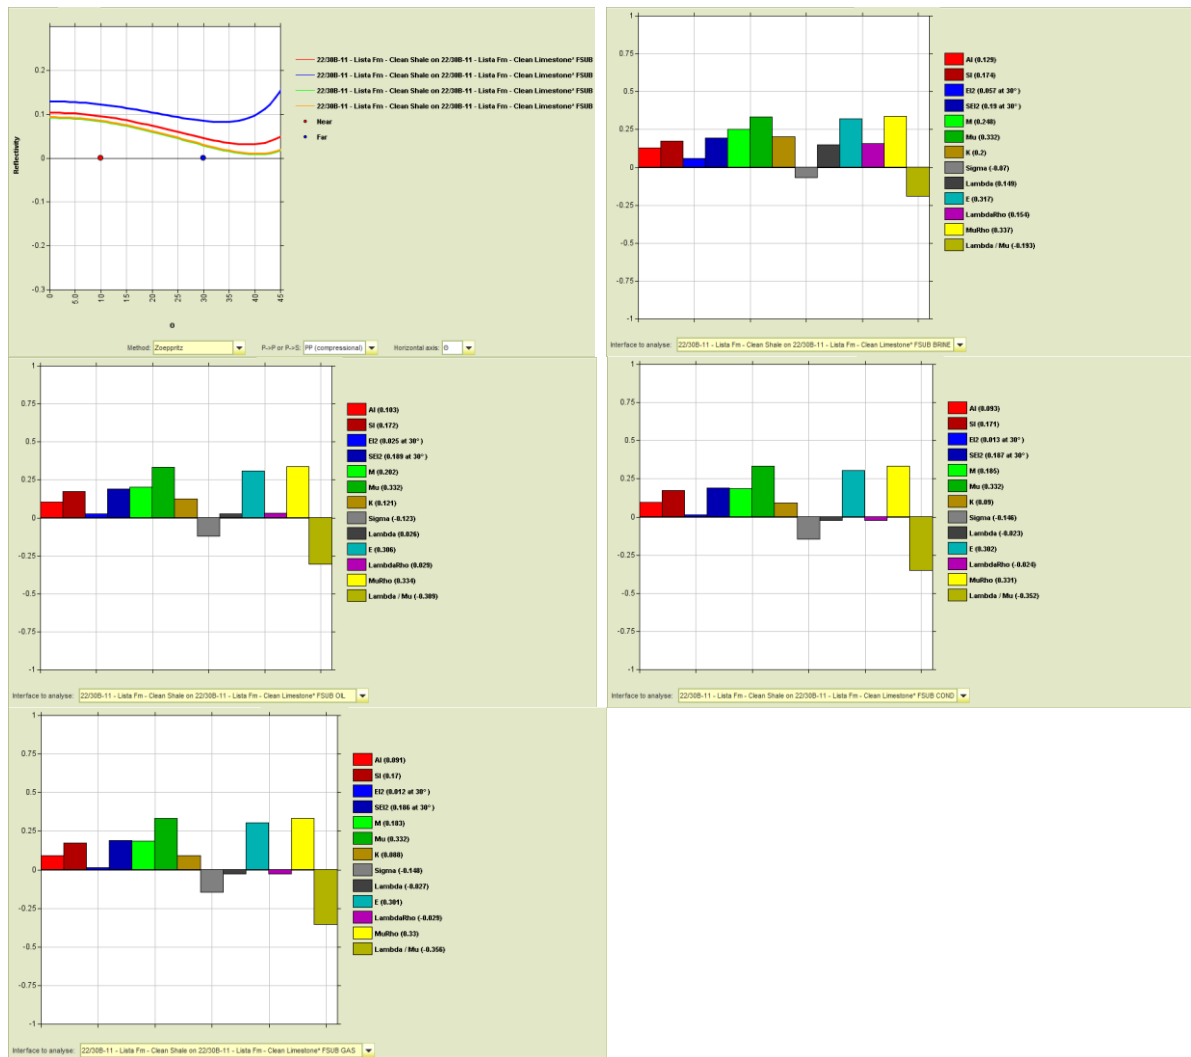 0.2
0.1
0
-0.1
-0.2
-0.3
Reflectivity
0
5.0
10
15
20
25
30
35
40
45
θ
22/30B-11 - Lista Fm - Clean Shale on 22/30B-11 - Lista Fm - Clean Limestone* FSUB
22/30B-11 - Lista Fm - Clean Shale on 22/30B-11 - Lista Fm - Clean Limestone* FSUB
22/30B-11 - Lista Fm - Clean Shale on 22/30B-11 - Lista Fm - Clean Limestone* FSUB
22/30B-11 - Lista Fm - Clean Shale on 22/30B-11 - Lista Fm - Clean Limestone* FSUB
Near
Far
Method: Zoeppritz P->P or P->S: PP (compressional) Horizontal axis: Θ
1
0.75
0.5
0.25
0
-0.25
-0.5
-0.75
-1
AI (0.129)
SI (0.174)
EI2 (0.057 at 30°)
SEI2 (0.19 at 30°)
M (0.248)
Mu (0.332)
K (0.2)
Sigma (-0.07)
Lambda (0.149)
E (0.317)
LambdaRho (0.154)
MuRho (0.337)
Lambda / Mu (-0.193)
Interface to analyse: 22/30B-11 - Lista Fm - Clean Shale on 22/30B-11 - Lista Fm - Clean Limestone* FSUB BRINE
1
0.75
0.5
0.25
0
-0.25
-0.5
-0.75
-1
AI (0.103)
SI (0.172)
EI2 (0.025 at 30°)
SEI2 (0.189 at 30°)
M (0.202)
Mu (0.332)
K (0.121)
Sigma (-0.123)
Lambda (0.026)
E (0.306)
LambdaRho (0.029)
MuRho (0.334)
Lambda / Mu (-0.309)
Interface to analyse: 22/30B-11 - Lista Fm - Clean Shale on 22/30B-11 - Lista Fm - Clean Limestone* FSUB OIL
1
0.75
0.5
0.25
0
-0.25
-0.5
-0.75
-1
AI (0.093)
SI (0.171)
EI2 (0.013 at 30°)
SEI2 (0.187 at 30°)
M (0.185)
Mu (0.332)
K (0.09)
Sigma (-0.146)
Lambda (-0.023)
E (0.302)
LambdaRho (-0.024)
MuRho (0.331)
Lambda / Mu (-0.352)
Interface to analyse: 22/30B-11 - Lista Fm - Clean Shale on 22/30B-11 - Lista Fm - Clean Limestone* FSUB COND
1
0.75
0.5
0.25
0
-0.25
-0.5
-0.75
-1
AI (0.091)
SI (0.17)
EI2 (0.012 at 30°)
SEI2 (0.186 at 30°)
M (0.183)
Mu (0.332)
K (0.088)
Sigma (-0.148)
Lambda (-0.027)
E (0.301)
LambdaRho (-0.029)
MuRho (0.33)
Lambda / Mu (-0.356)
Interface to analyse: 22/30B-11 - Lista Fm - Clean Shale on 22/30B-11 - Lista Fm - Clean Limestone* FSUB GAS